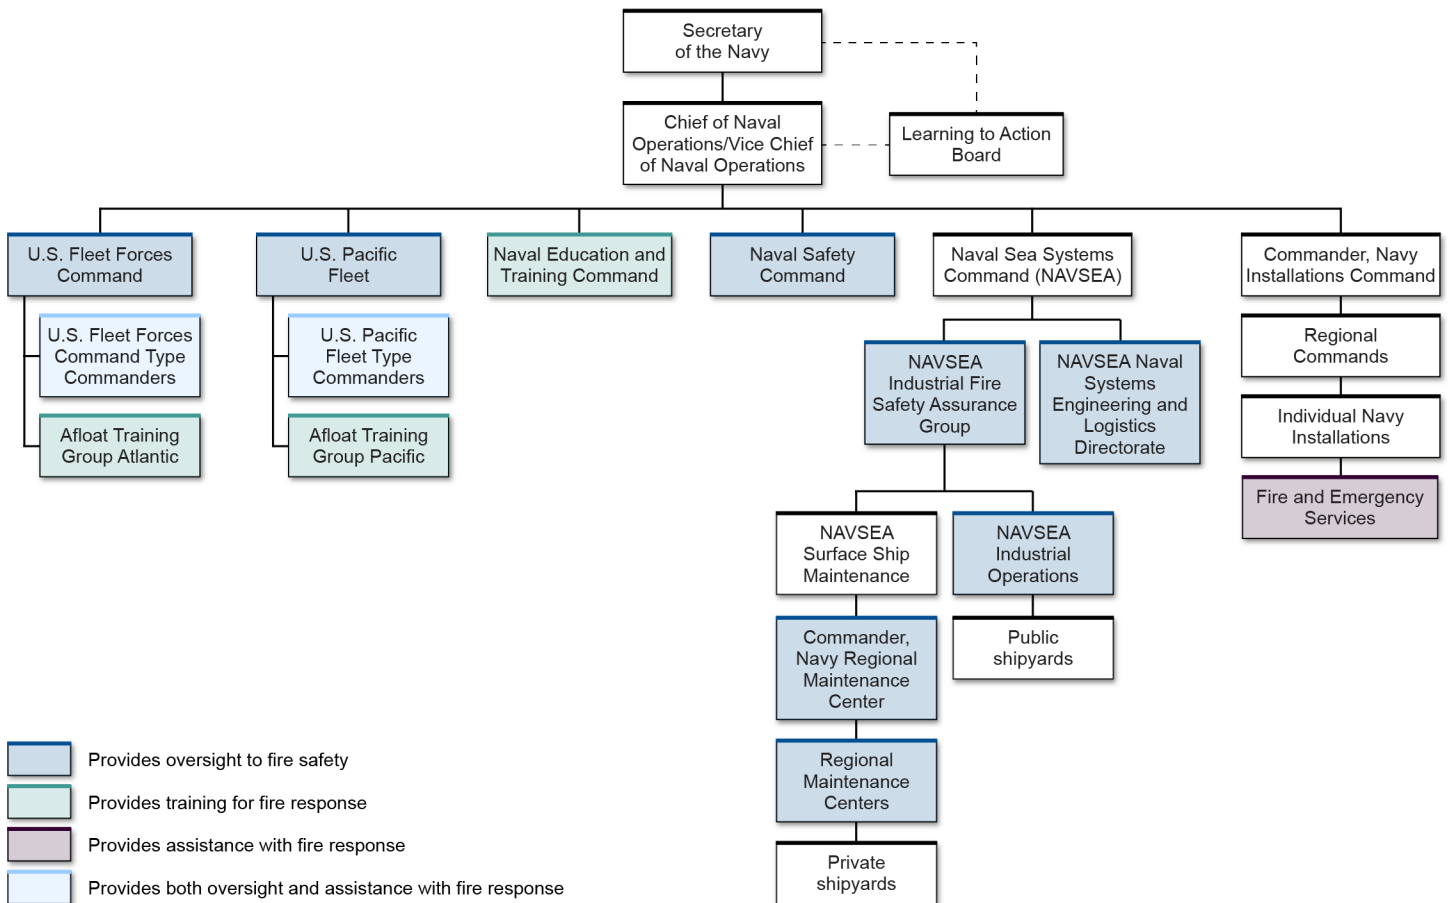 Secretary
of the Navy
Chief of Naval
Operations/Vice Chief
of Naval Operations
Learning to Action
Board
U.S. Fleet Forces
Command
U.S. Pacific
Fleet
Naval Education and
Training Command
Naval Safety
Command
Naval Sea Systems
Command (NAVSEA)
Commander, Navy
Installations Command
U.S. Fleet Forces
Command Type
Commanders
Afloat Training
Group Atlantic
U.S. Pacific
Fleet Type
Commanders
Afloat Training
Group Pacific
NAVSEA
Industrial Fire
Safety Assurance
Group
NAVSEA Naval
Systems
Engineering and
Logistics
Directorate
Regional
Commands
Individual Navy
Installations
Fire and Emergency
Services
NAVSEA
Surface Ship
Maintenance
NAVSEA
Industrial
Operations
Commander,
Navy Regional
Maintenance
Center
Public
shipyards
Regional
Maintenance
Centers
Private
shipyards
Provides oversight to fire safety
Provides training for fire response
Provides assistance with fire response
Provides both oversight and assistance with fire response